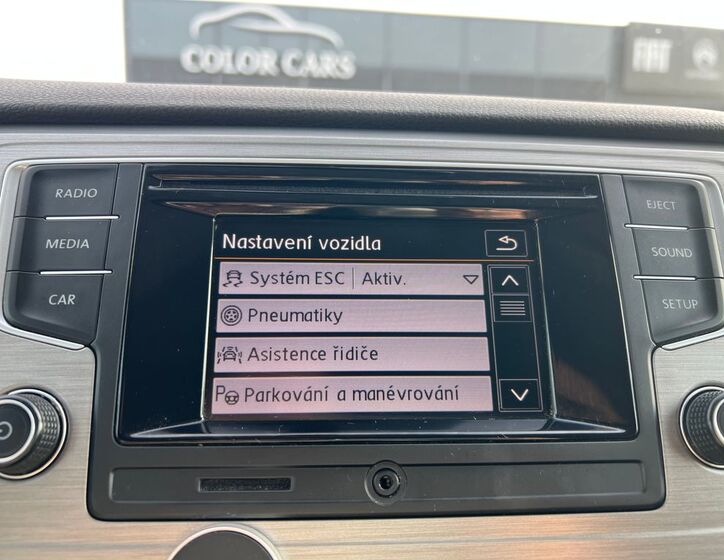 COLOR CARS
FIAT
RADIO
MEDIA
CAR
EJECT
SOUND
SETUP
Nastavení vozidla
Systém ESC | Aktiv.
Pneumatiky
Asistence řidiče
P Parkování a manévrování